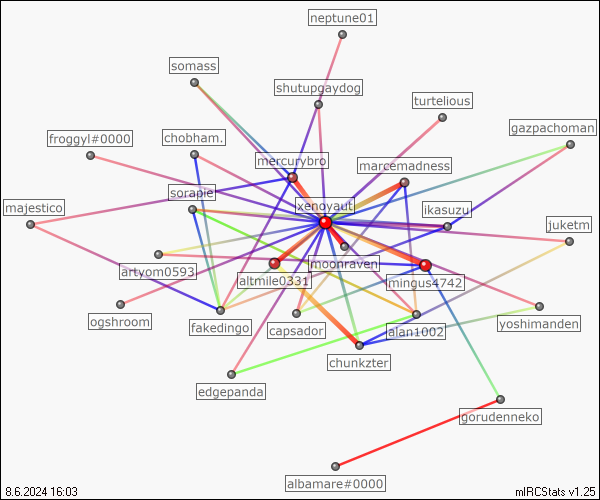 neptune01
somass
shutupgaydog
turtelious
gazpachoman
froggyl#0000
chobham.
mercurybro
marcemadness
sorapie
xenoyaut
ikasuzu
majestico
juketm
moonraven
artyom0593
altmile0331
mingus4742
ogshroom
fakedingo
capsador
alan1002
yoshimanden
chunkzter
edgepanda
gorudenneko
albamare#0000
8.6.2024 16:03
mIRCStats v1.25